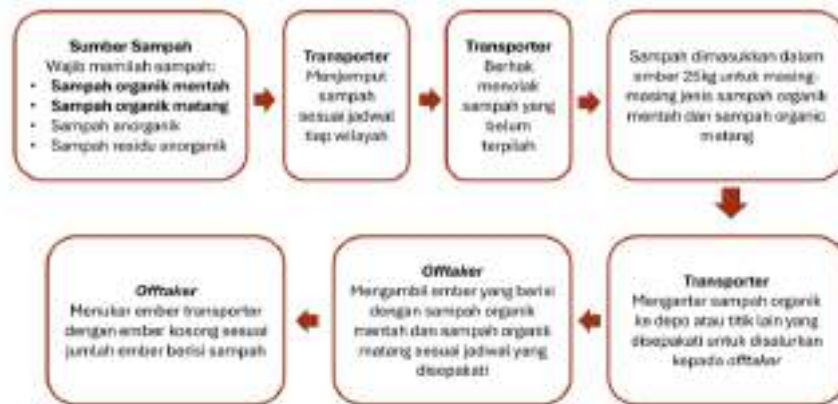 Sumber Sampah
Wajib memilah sampah:
• Sampah organik mentah
• Sampah organik matang
• Sampah anorganik
• Sampah residu anorganik
Transporter
Menjemput
sampah
sesuai jadwal
tiap wilayah
Transporter
Berhak
menolak
sampah yang
belum
terpilah
Sampah dimasukkan dalam
ember 25kg untuk masing-
masing jenis sampah organik
mentah dan sampah organic
matang
Transporter
Mengantar sampah organik
ke depo atau titik lain yang
disepakati untuk disalurkan
kepada offtaker
Offtaker
Mengambil ember yang berisi
dengan sampah organik
mentah dan sampah organik
matang sesuai jadwal yang
disepakati
Offtaker
Menukar ember transporter
dengan ember kosong sesuai
jumlah ember berisi sampah